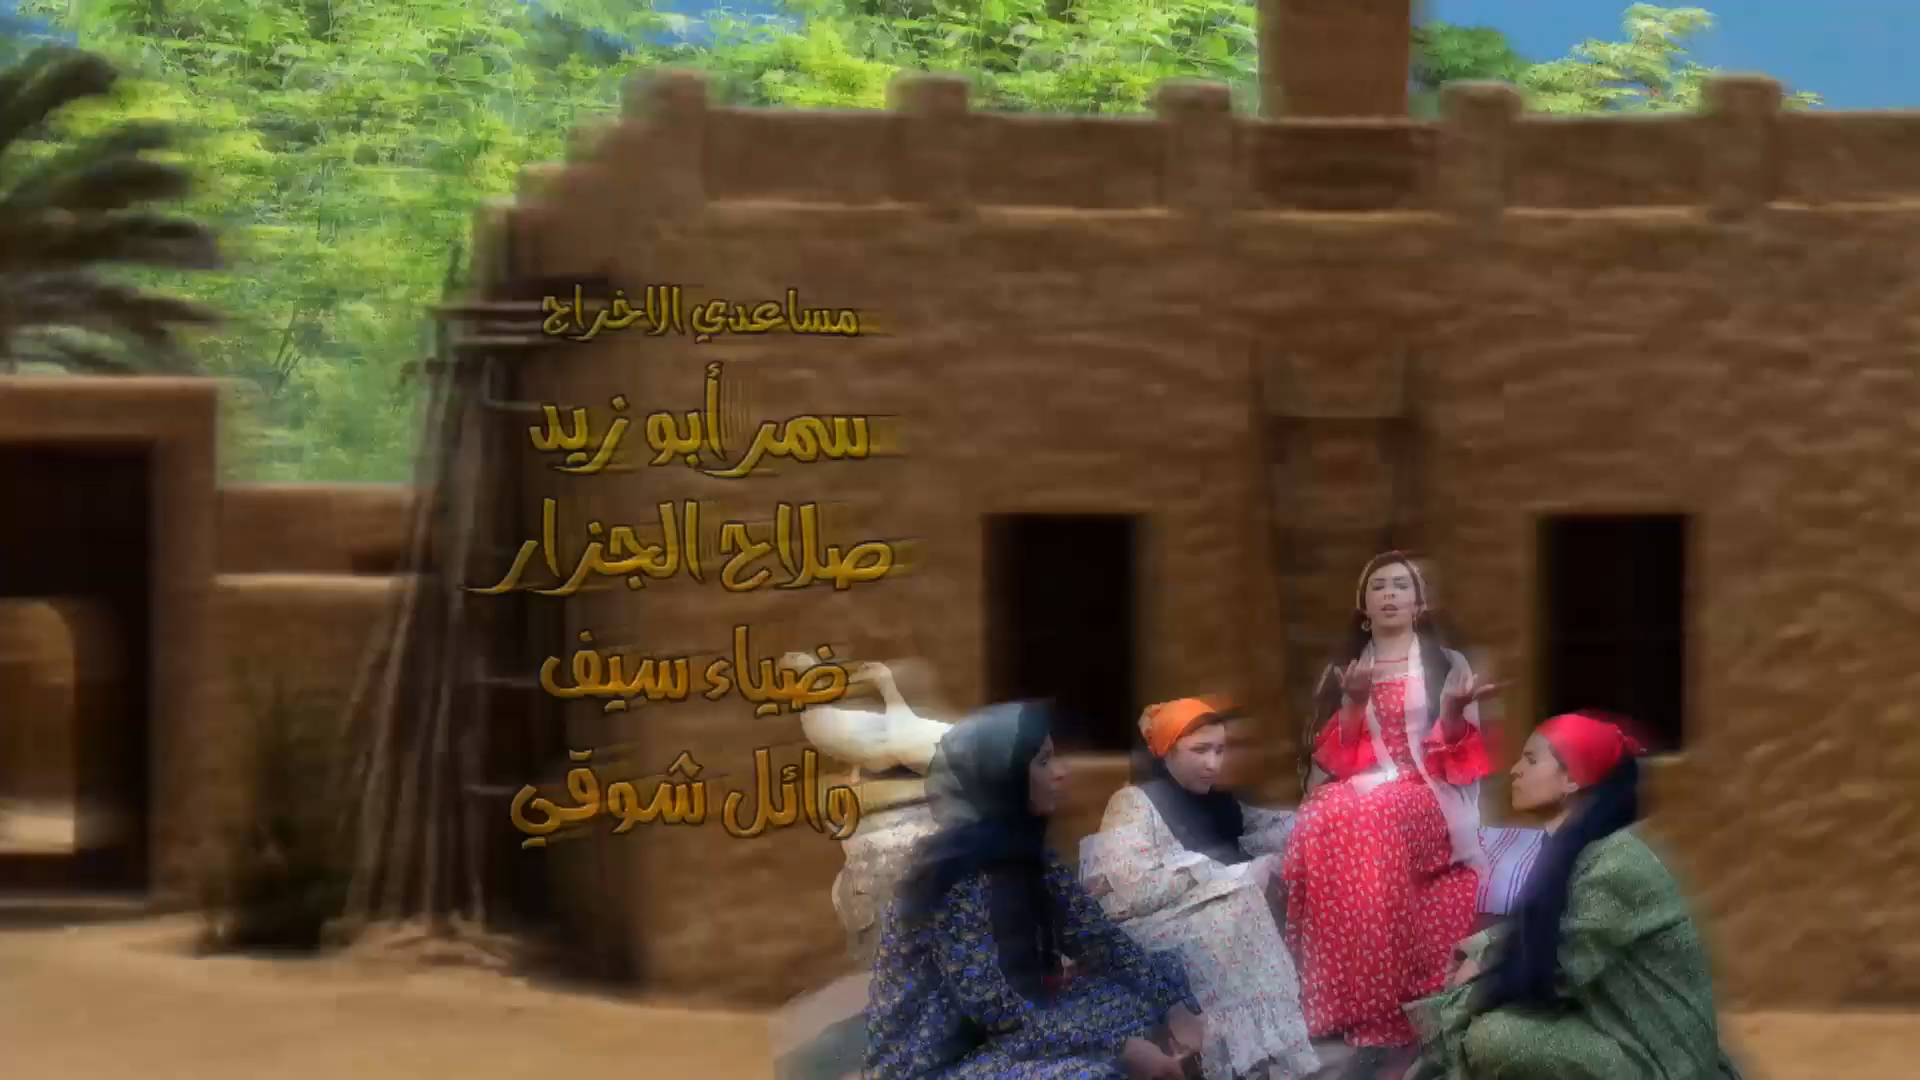 مساعدي الاخراج
سمر أبو زيد
صلاح الجزار
ضياء سيف
وائل شوقي